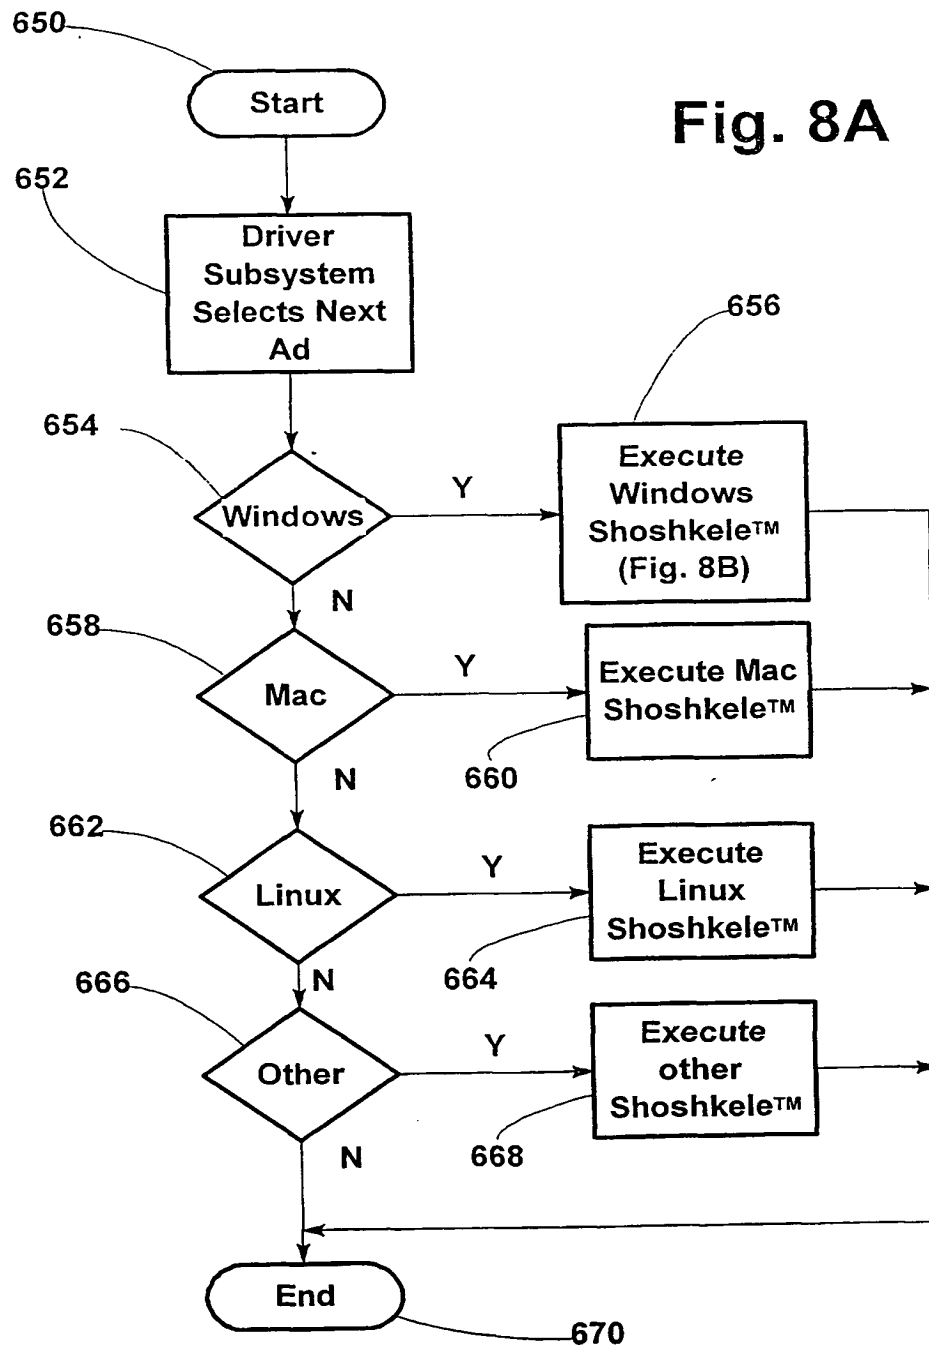 650
Start
Fig. 8A
652
Driver
Subsystem
Selects Next
Ad
656
654
Windows
Y
Execute
Windows
Shoshkele™
(Fig. 8B)
N
658
Mac
Y
Execute Mac
Shoshkele™
660
N
662
Linux
Y
Execute
Linux
Shoshkele™
664
N
666
Other
Y
Execute
other
Shoshkele™
668
N
End
670